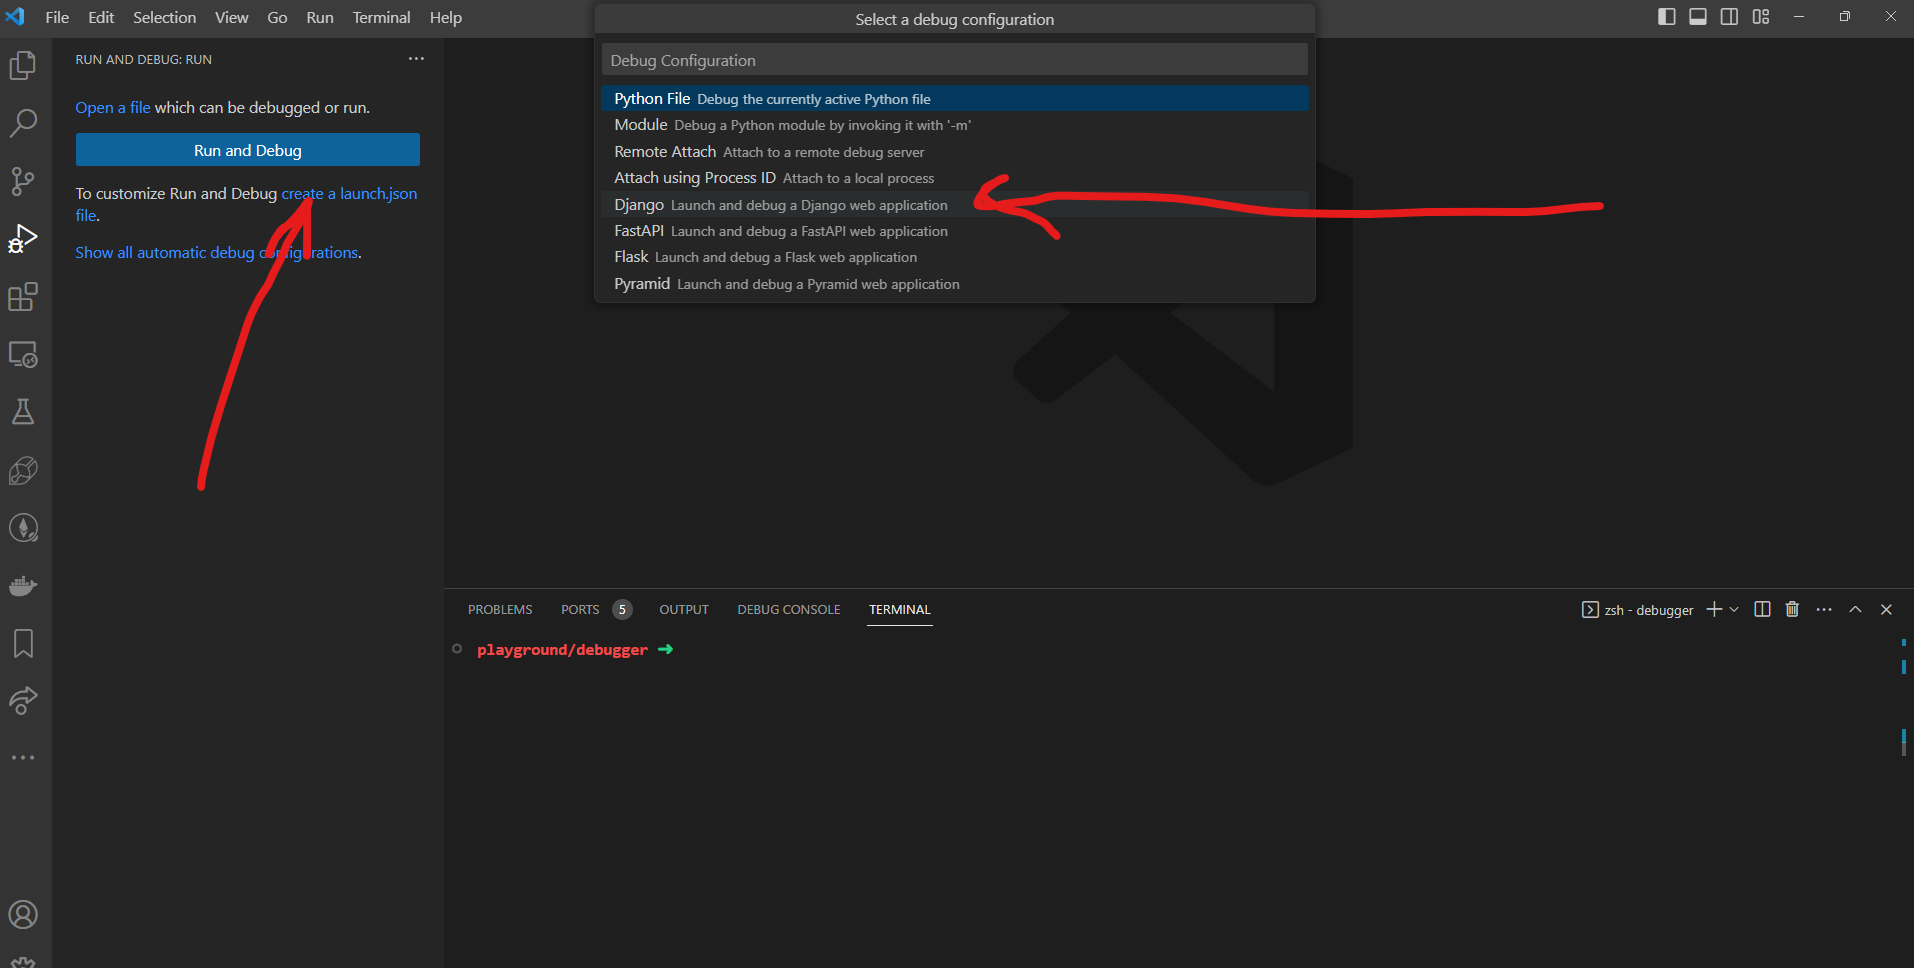 File Edit Selection View Go Run Terminal Help
Select a debug configuration
Debug Configuration
Python File Debug the currently active Python file
Module Debug a Python module by invoking it with '-m'
Remote Attach Attach to a remote debug server
Attach using Process ID Attach to a local process
Django Launch and debug a Django web application
FastAPI Launch and debug a FastAPI web application
Flask Launch and debug a Flask web application
Pyramid Launch and debug a Pyramid web application
RUN AND DEBUG: RUN
Open a file which can be debugged or run.
Run and Debug
To customize Run and Debug create a launch.json
file.
Show all automatic debug configurations.
PROBLEMS PORTS 5 OUTPUT DEBUG CONSOLE TERMINAL
zsh - debugger
playground/debugger ➜